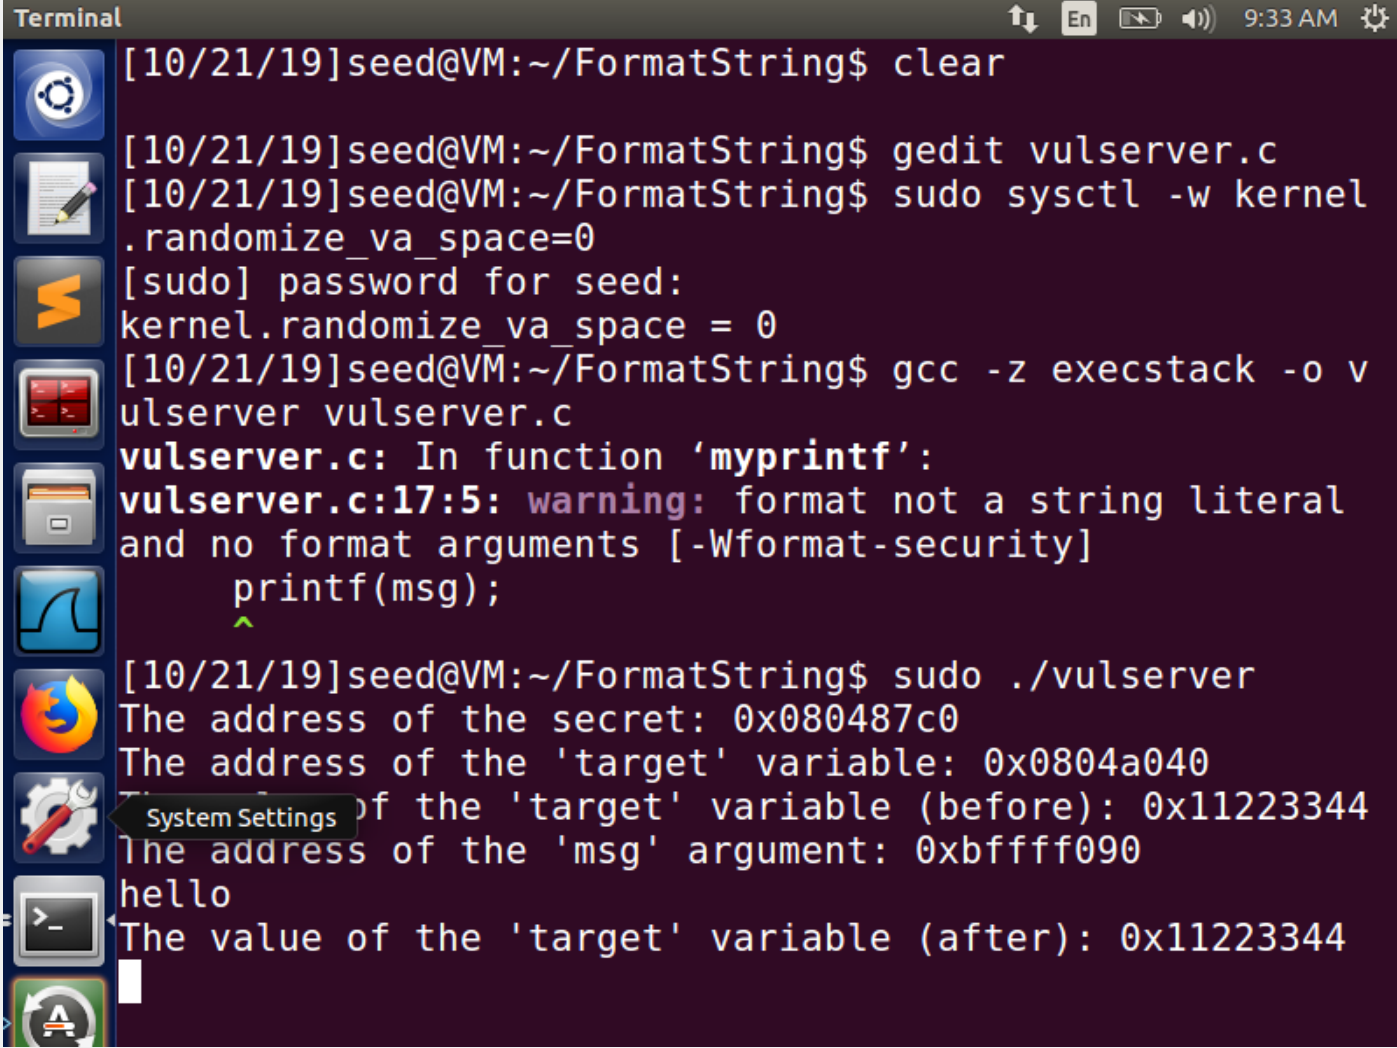 Terminal
En
9:33 AM
[10/21/19]seed@VM:~/FormatString$ clear
[10/21/19]seed@VM:~/FormatString$ gedit vulserver.c
[10/21/19]seed@VM:~/FormatString$ sudo sysctl -w kernel
.randomize_va_space=0
[sudo] password for seed:
kernel.randomize_va_space = 0
[10/21/19]seed@VM:~/FormatString$ gcc -z execstack -o v
ulserver vulserver.c
vulserver.c: In function ‘myprintf’:
vulserver.c:17:5: warning: format not a string literal
and no format arguments [-Wformat-security]
printf(msg);
^
[10/21/19]seed@VM:~/FormatString$ sudo ./vulserver
The address of the secret: 0x080487c0
The address of the 'target' variable: 0x0804a040
of the 'target' variable (before): 0x11223344
System Settings
The address of the 'msg' argument: 0xbffff090
hello
The value of the 'target' variable (after): 0x11223344